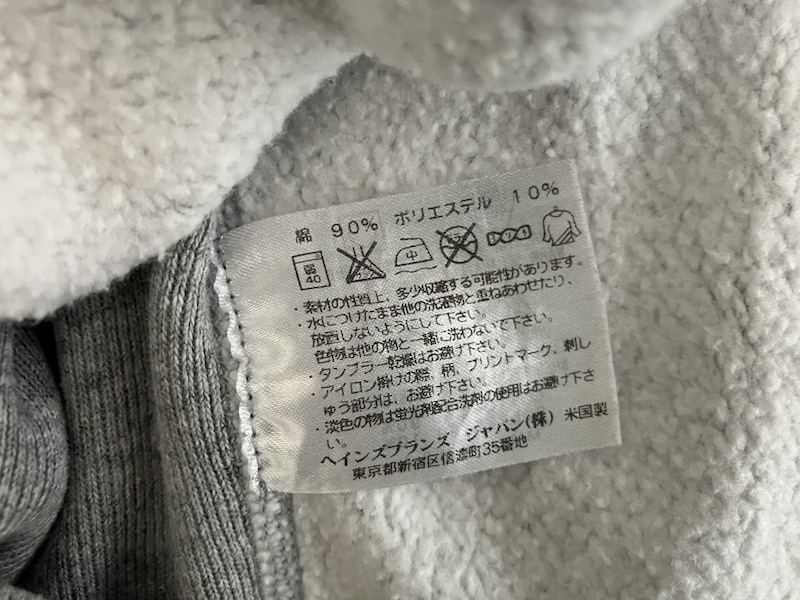 綿 90% ポリエステル 10%
弱 40 中
・素材の性質上、多少収縮する可能性があります。
・水につけたまま他の洗濯物と重ねあわせたり、
放置しないようにして下さい。
色物は他の物と一緒に洗わないで下さい。
・タンブラー乾燥はお避け下さい。
・アイロン掛けの際、柄、プリントマーク、刺し
ゅう部分は、お避け下さい。
・淡色の物は蛍光剤配合洗剤の使用はお避け下さ
い。
ヘインズブランズ ジャパン(株) 米国製
東京都新宿区信濃町35番地